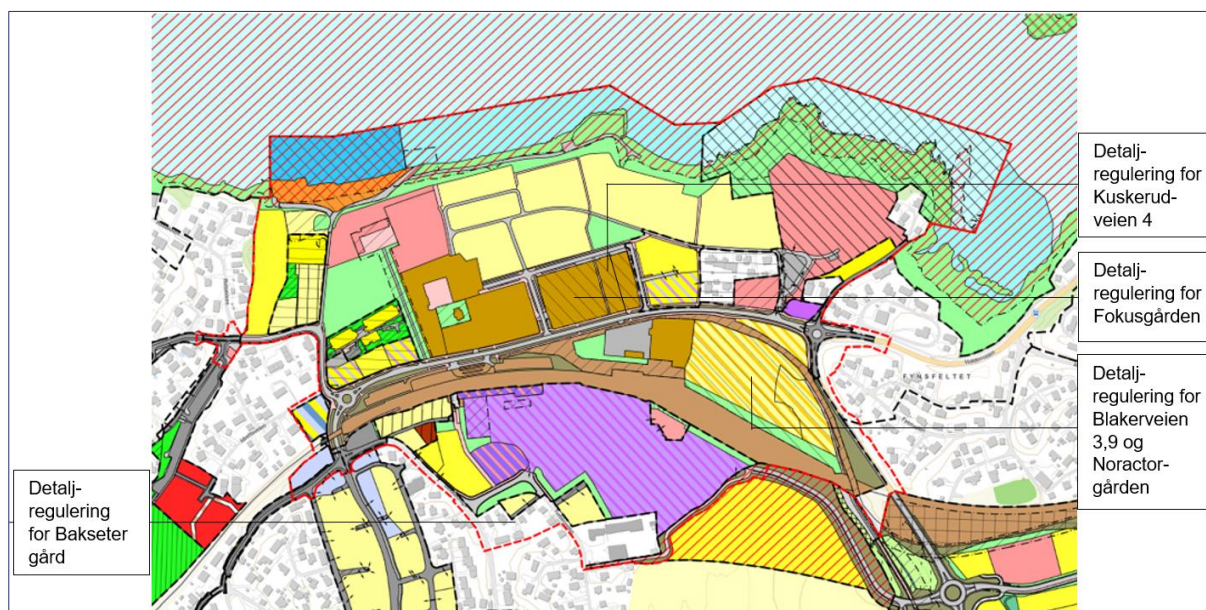 Detalj-
regulering for
Kuskerud-
veien 4
Detalj-
regulering for
Fokusgården
Detalj-
regulering for
Blakerveien
3,9 og
Noractor-
gården
FYNSFELTET
Detalj-
regulering
for Bakseter
gård